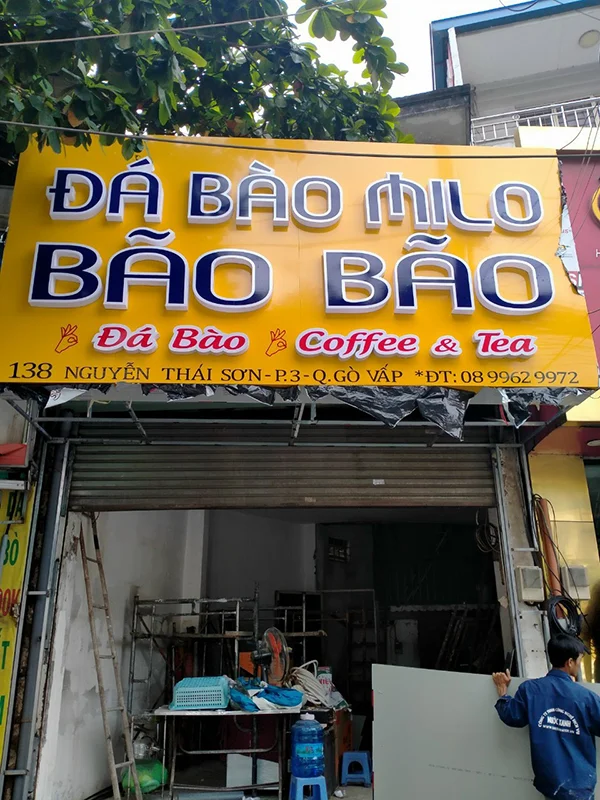 ĐÁ BÀO MILO
BÃO BÃO
Đá Bào Coffee & Tea
138 NGUYỄN THÁI SƠN - P.3 - Q.GÒ VẤP *ĐT: 08 9962 9972
BÒ